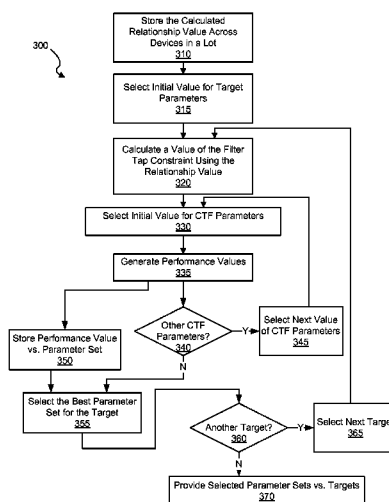 Store the Calculated
Relationship Value Across
Devices in a Lot
310
300
Select Initial Value for Target
Parameters
315
Calculate a Value of the Filter
Tap Constraint Using the
Relationship Value
320
Select Initial Value for CTF Parameters
330
Generate Performance Values
335
Other CTF
Parameters?
340
Y
Select Next Value
of CTF Parameters
345
N
Store Performance Value
vs. Parameter Set
350
Select the Best Parameter
Set for the Target
355
Another Target?
360
Y
Select Next Target
365
N
Provide Selected Parameter Sets vs. Targets
370